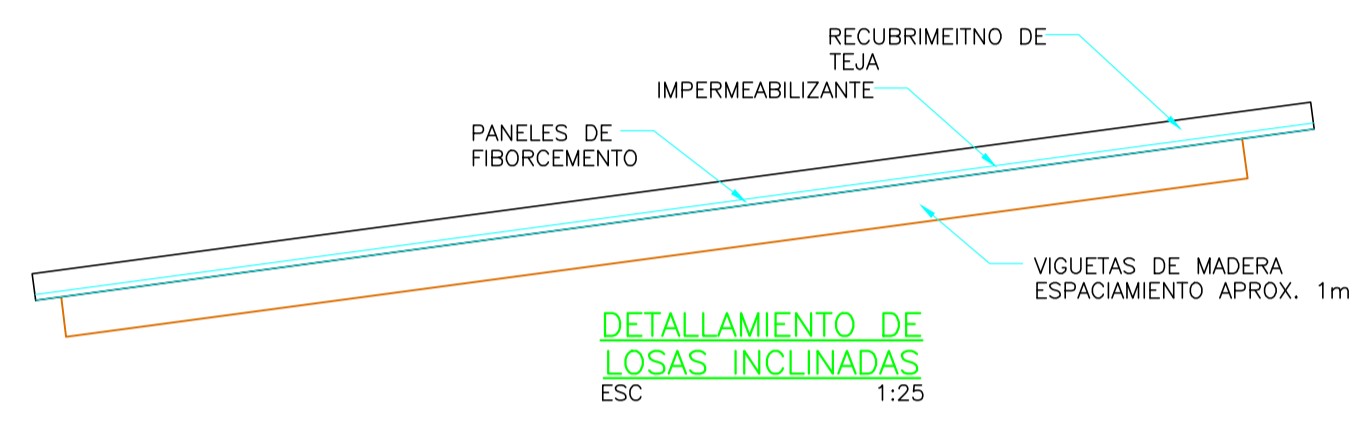 RECUBRIMEITNO DE
TEJA
IMPERMEABILIZANTE
PANELES DE
FIBORCEMENTO
VIGUETAS DE MADERA
ESPACIAMIENTO APROX. 1m
DETALLAMIENTO DE
LOSAS INCLINADAS
ESC 1:25